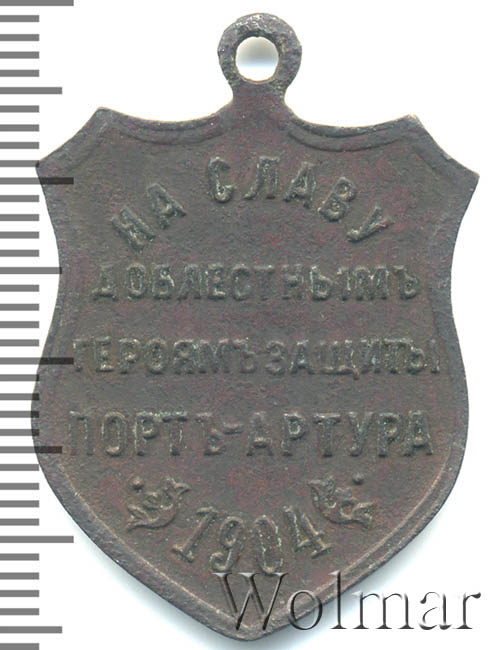 НА СЛАВУ
ДОБЛЕСТНЫМЪ
ГЕРОЯМЪ ЗАЩИТЫ
ПОРТЪ-АРТУРА
1904
Wolmar